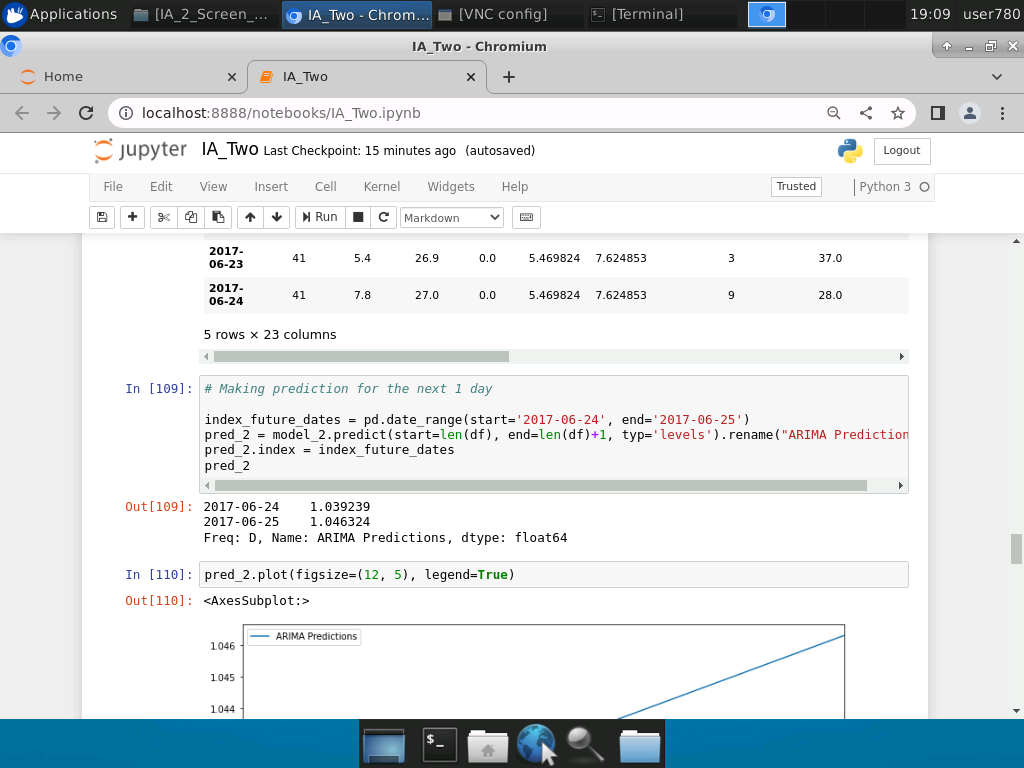 Applications [IA_2_Screen_... IA_Two - Chrom... [VNC config] [Terminal] 19:09 user780
IA_Two - Chromium
Home IA_Two
localhost:8888/notebooks/IA_Two.ipynb
jupyter IA_Two Last Checkpoint: 15 minutes ago (autosaved) Logout
File Edit View Insert Cell Kernel Widgets Help Trusted Python 3
Run Markdown
2017-
06-23 41 5.4 26.9 0.0 5.469824 7.624853 3 37.0
2017-
06-24 41 7.8 27.0 0.0 5.469824 7.624853 9 28.0
5 rows × 23 columns
In [109]: # Making prediction for the next 1 day
index_future_dates = pd.date_range(start='2017-06-24', end='2017-06-25')
pred_2 = model_2.predict(start=len(df), end=len(df)+1, typ='levels').rename("ARIMA Prediction
pred_2.index = index_future_dates
pred_2
Out[109]: 2017-06-24 1.039239
2017-06-25 1.046324
Freq: D, Name: ARIMA Predictions, dtype: float64
In [110]: pred_2.plot(figsize=(12, 5), legend=True)
Out[110]: <AxesSubplot:>
ARIMA Predictions
1.046
1.045
1.044
$_